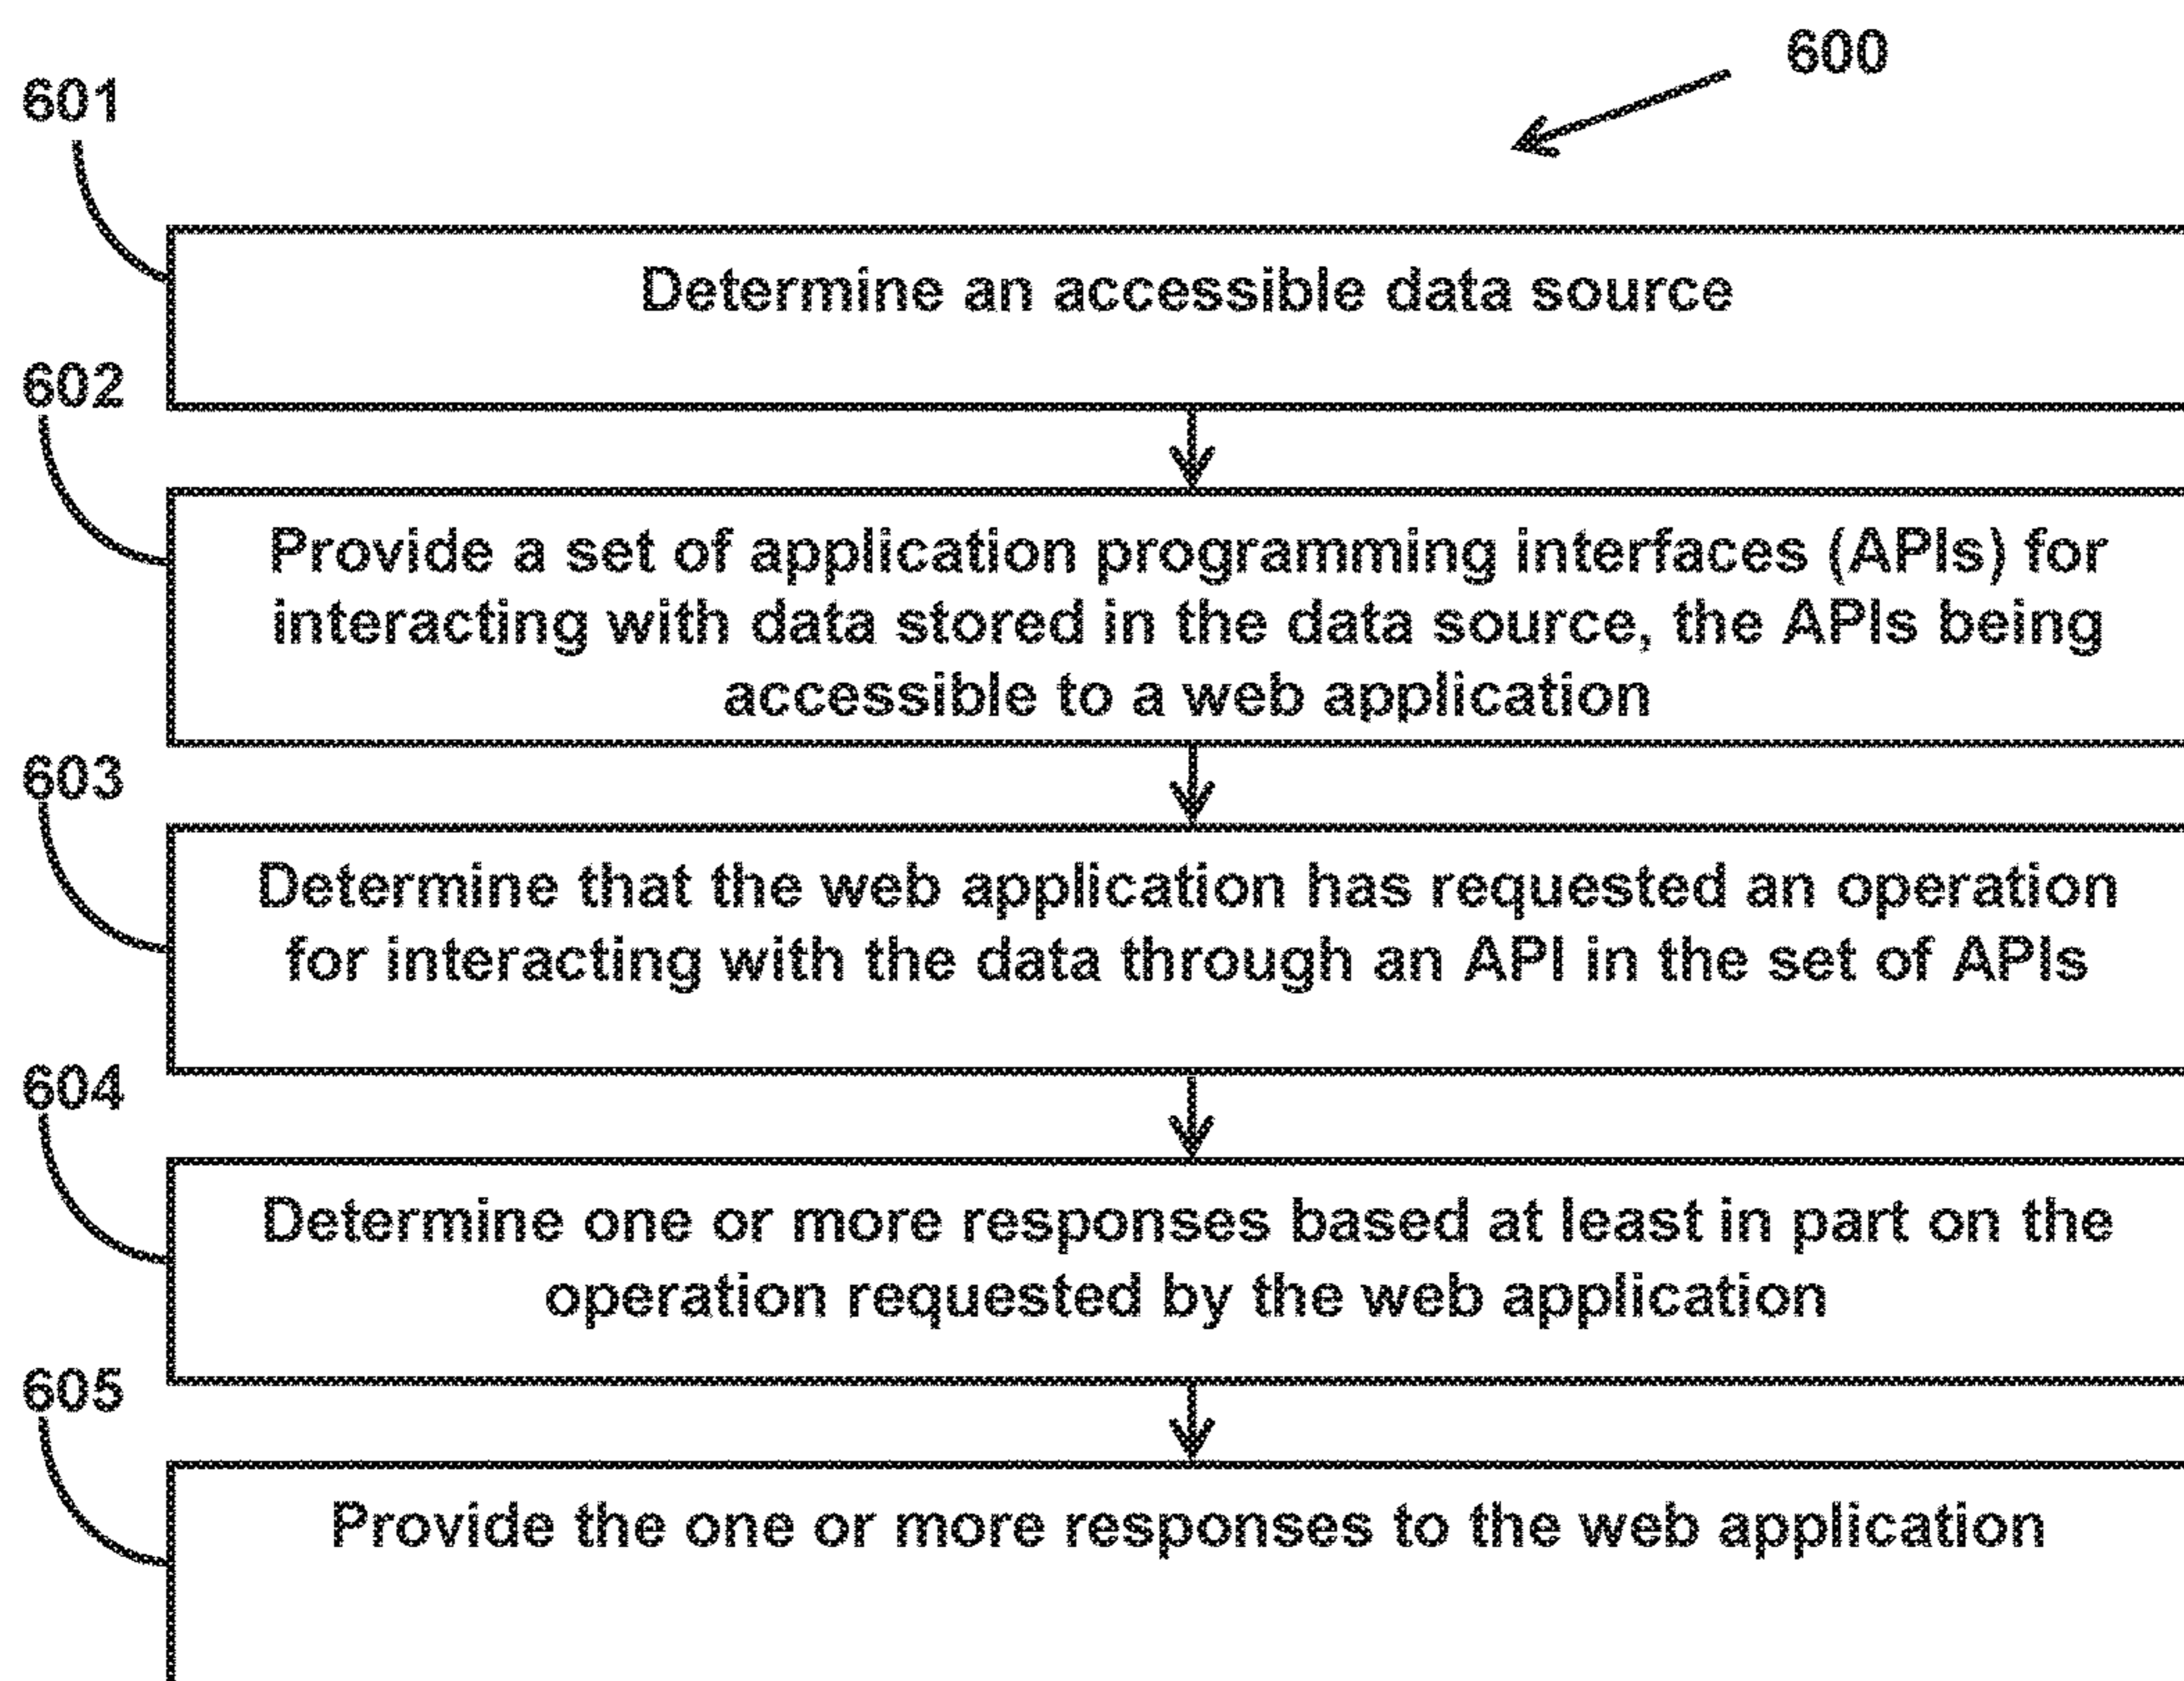 600
601
Determine an accessible data source
602
Provide a set of application programming interfaces (APIs) for
interacting with data stored in the data source, the APIs being
accessible to a web application
603
Determine that the web application has requested an operation
for interacting with the data through an API in the set of APIs
604
Determine one or more responses based at least in part on the
operation requested by the web application
605
Provide the one or more responses to the web application